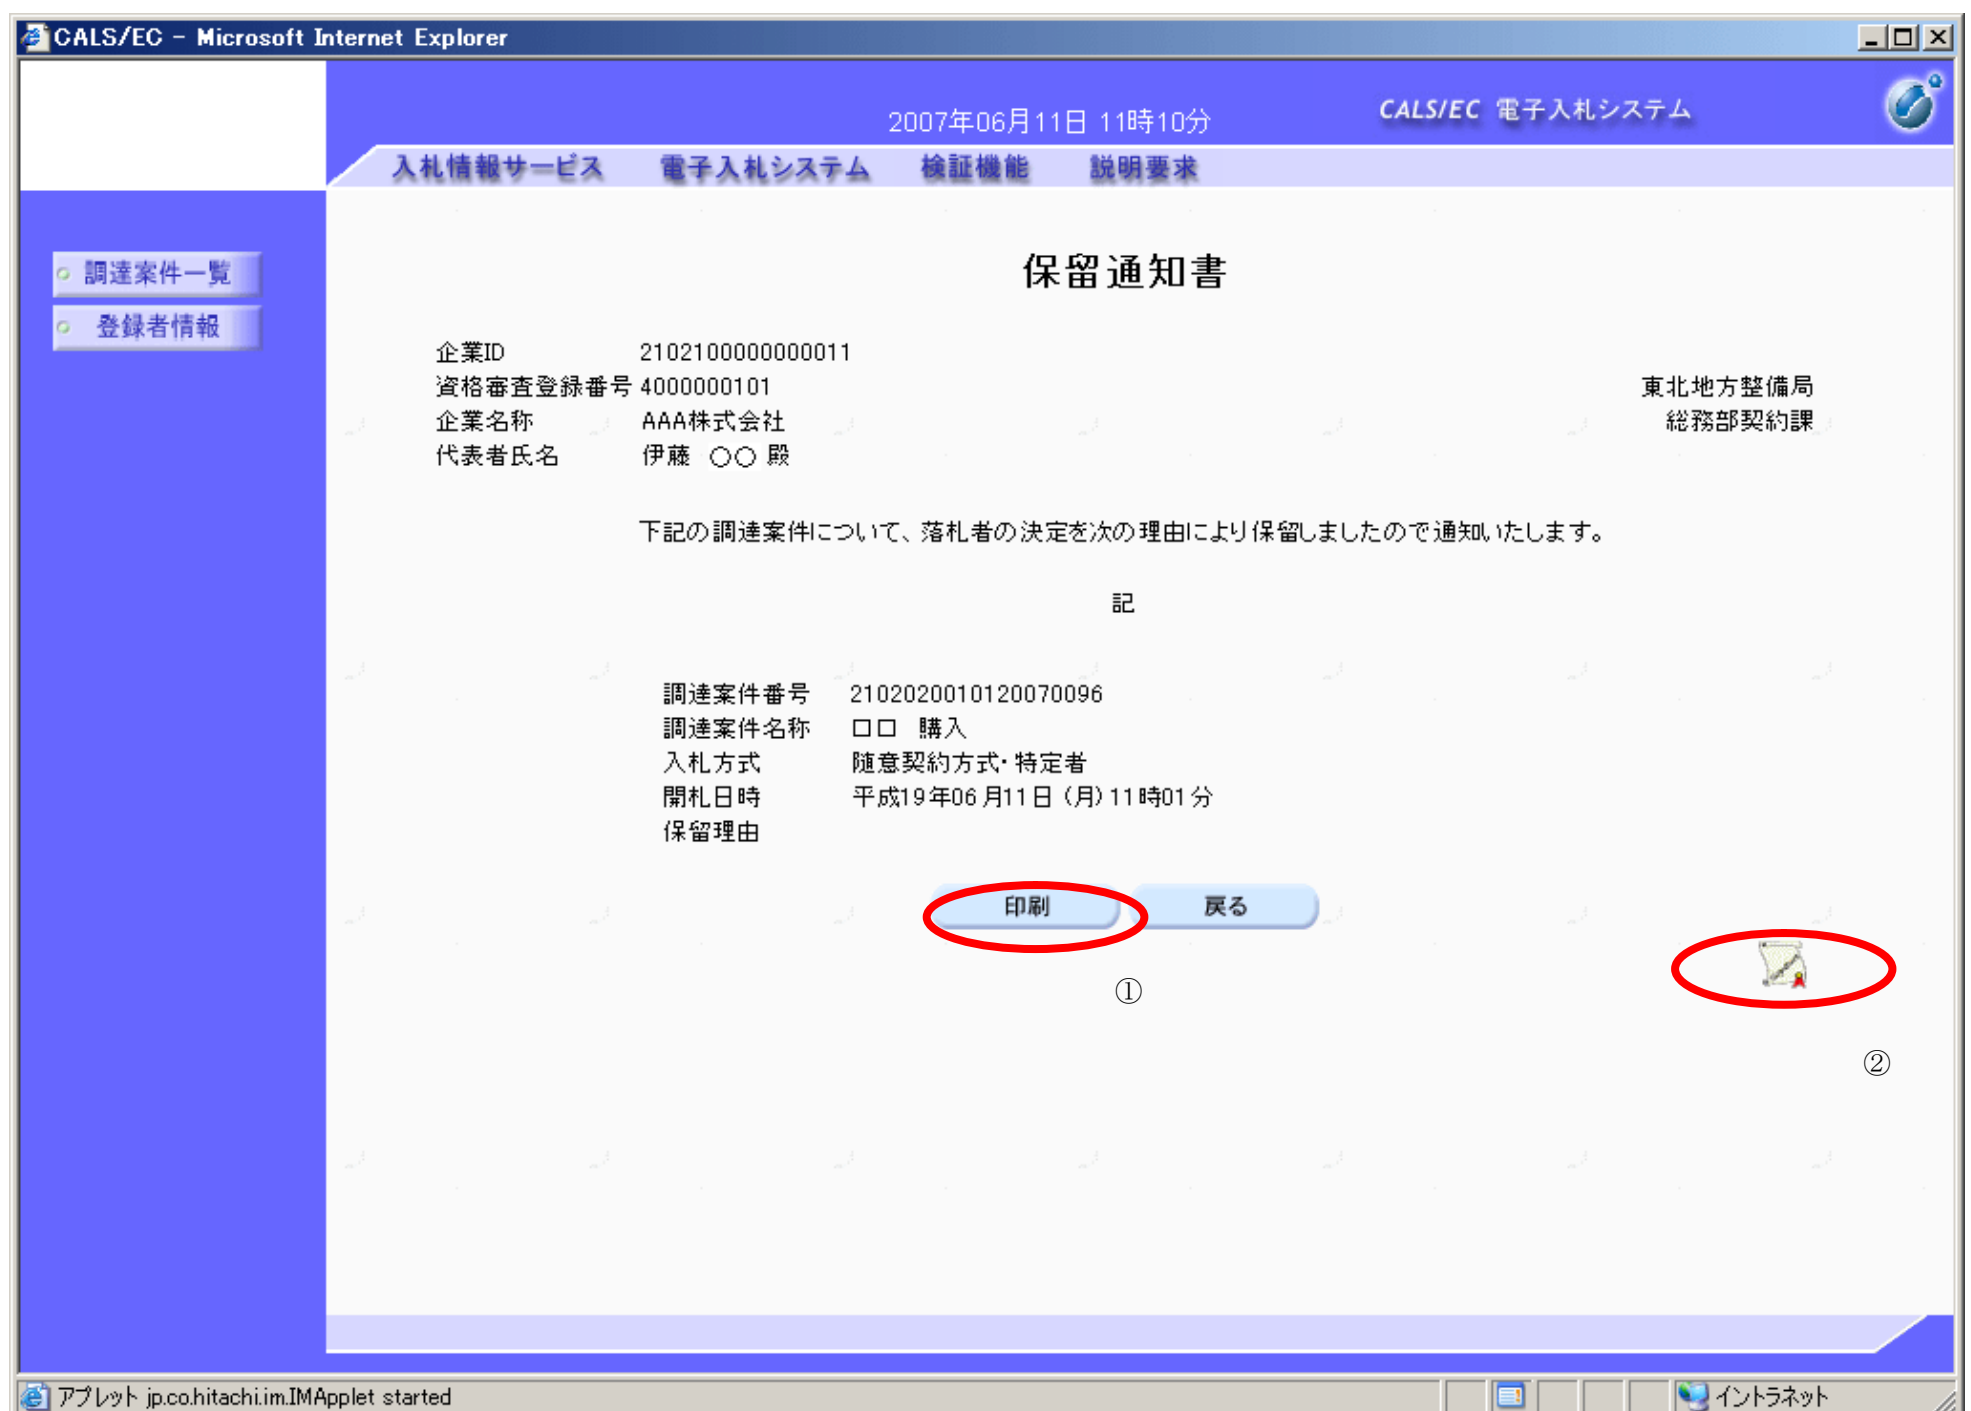 CALS/EC - Microsoft Internet Explorer
2007年06月11日 11時10分
CALS/EC 電子入札システム
入札情報サービス 電子入札システム 検証機能 説明要求
調達案件一覧
登録者情報
保留通知書
企業ID 2102100000000011
資格審査登録番号 4000000101
東北地方整備局
企業名称 AAA株式会社
総務部契約課
代表者氏名 伊藤 〇〇 殿
下記の調達案件について、落札者の決定を次の理由により保留しましたので通知いたします。
記
調達案件番号 2102020010120070096
調達案件名称 ロロ 購入
入札方式 随意契約方式・特定者
開札日時 平成19年06月11日（月）11時01分
保留理由
印刷 戻る
①
②
アプレット jp.co.hitachi.im.IMApplet started
イントラネット